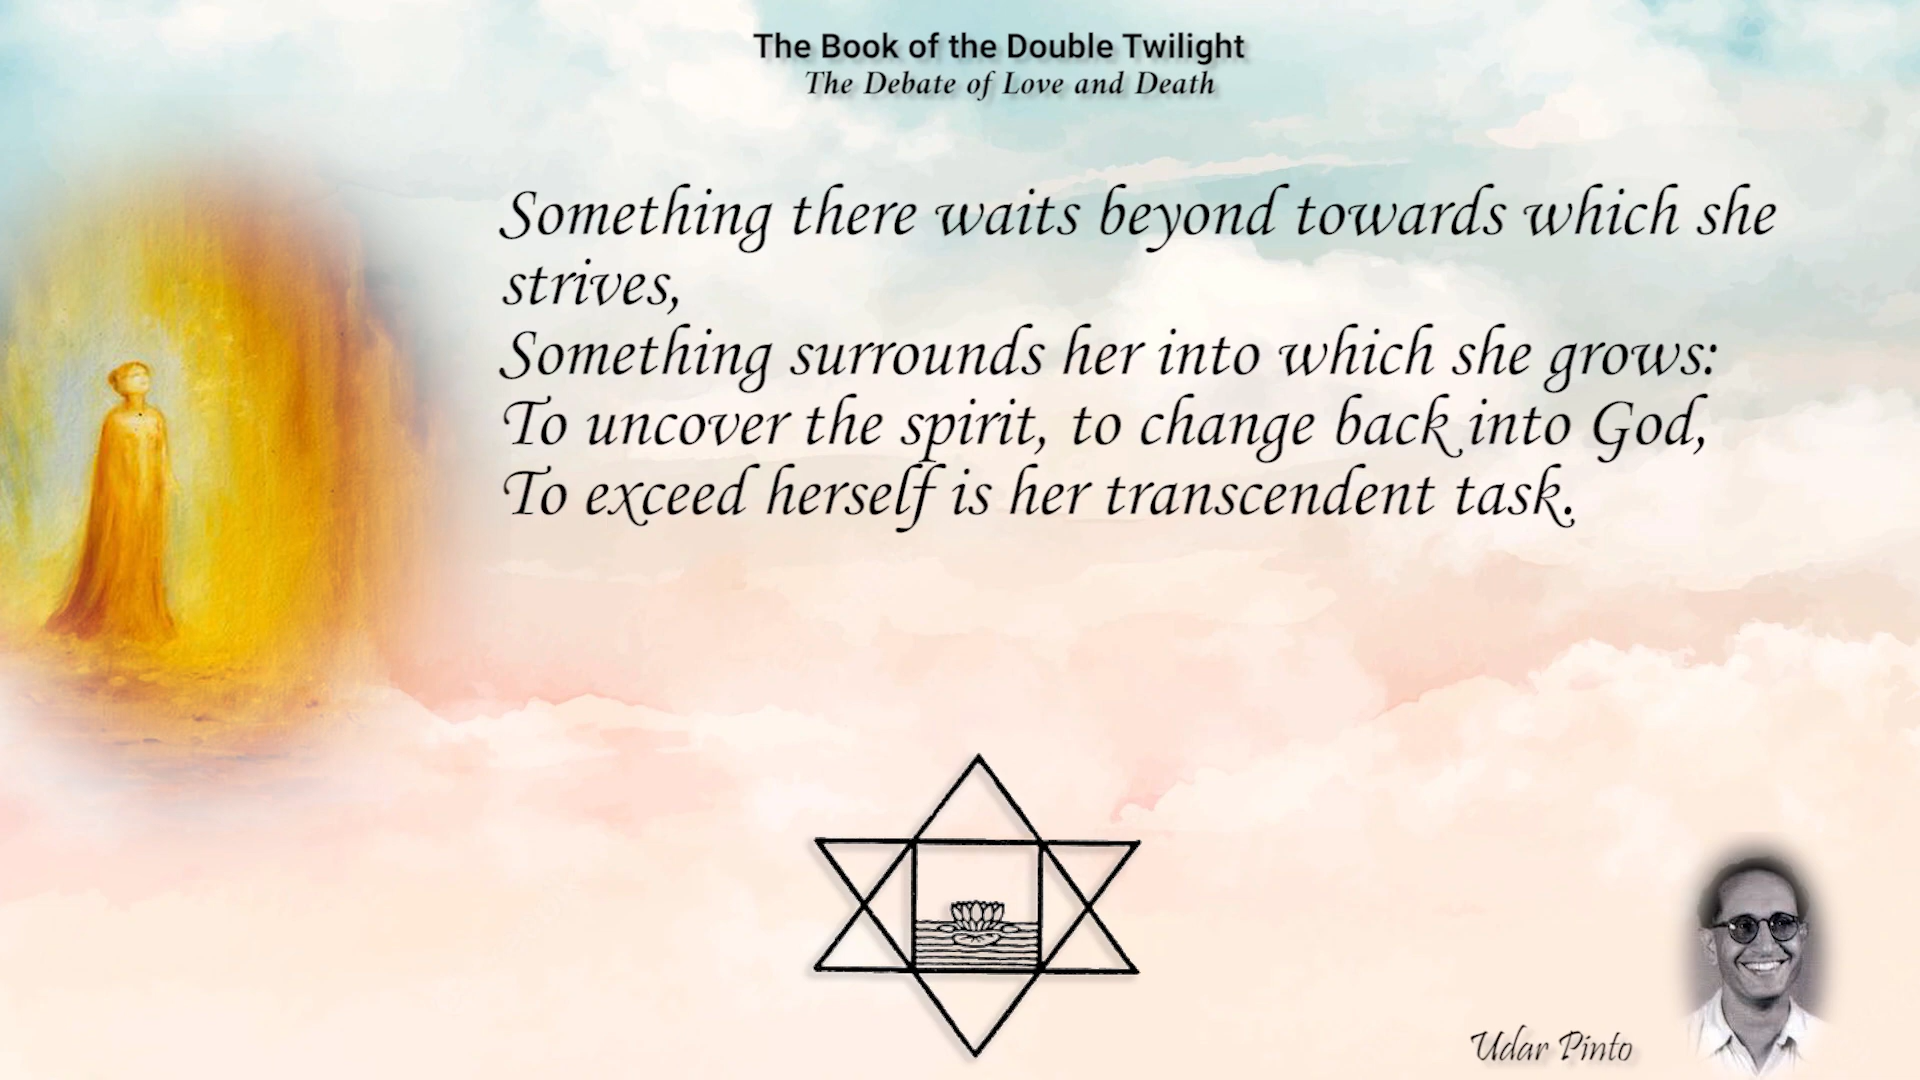 The Book of the Double Twilight
The Debate of Love and Death
Something there waits beyond towards which she
strives,
Something surrounds her into which she grows:
To uncover the spirit, to change back into God,
To exceed herself is her transcendent task.
Udar Pinto